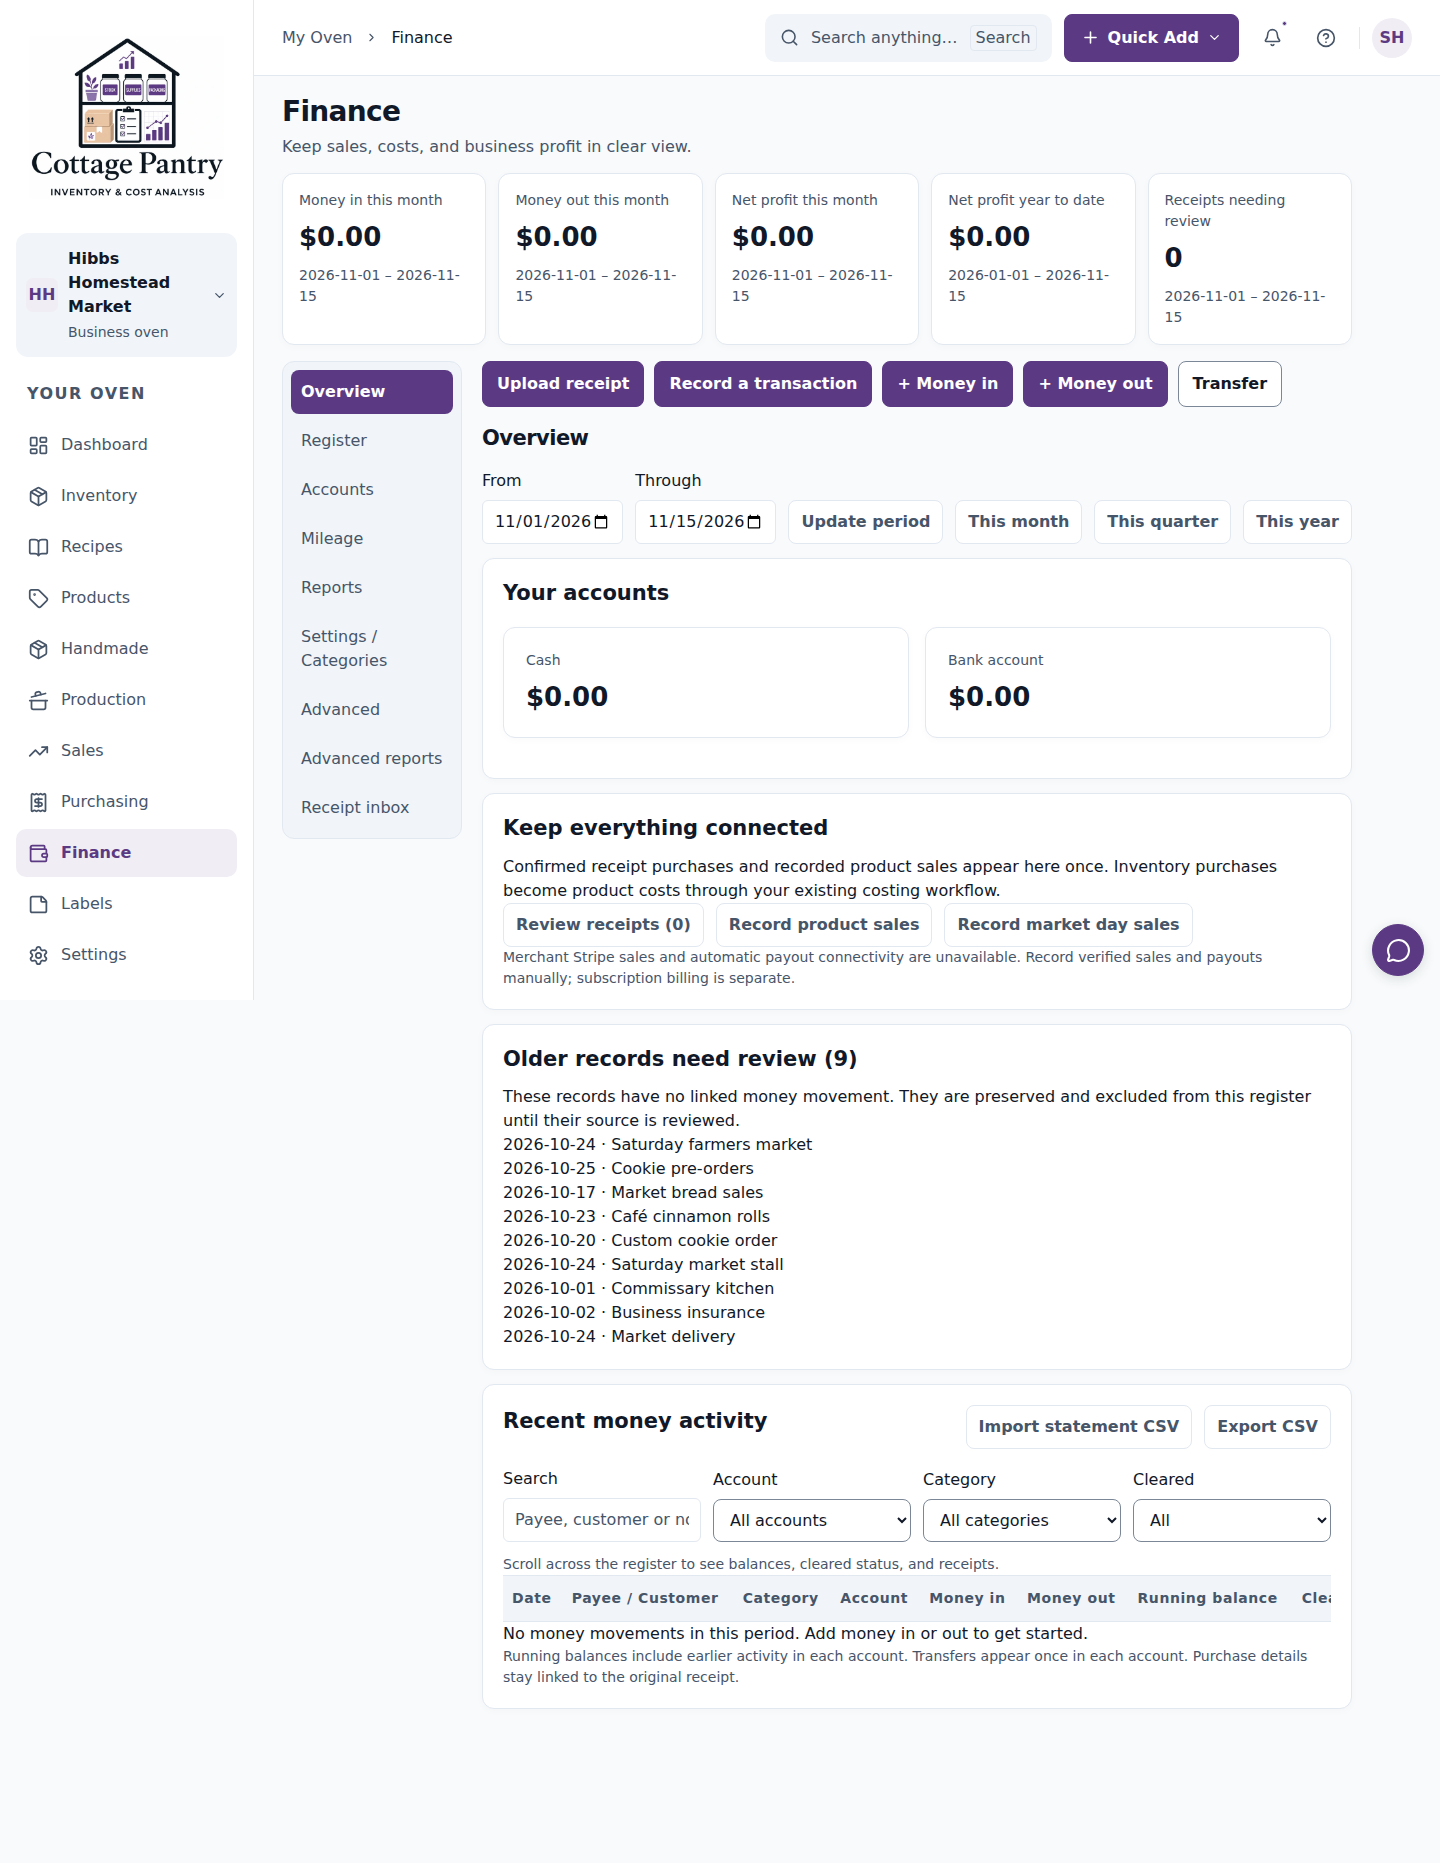 STOCK
SUPPLIES
PACKAGING
Cottage Pantry
INVENTORY & COST ANALYSIS
HH
Hibbs
Homestead
Market
Business oven
YOUR OVEN
Dashboard
Inventory
Recipes
Products
Handmade
Production
Sales
Purchasing
Finance
Labels
Settings
My Oven
Finance
Search anything...
Search
Quick Add
SH
Finance
Keep sales, costs, and business profit in clear view.
Money in this month
$0.00
2026-11-01 – 2026-11-
15
Money out this month
$0.00
2026-11-01 – 2026-11-
15
Net profit this month
$0.00
2026-11-01 – 2026-11-
15
Net profit year to date
$0.00
2026-01-01 – 2026-11-
15
Receipts needing
review
0
2026-11-01 – 2026-11-
15
Overview
Register
Accounts
Mileage
Reports
Settings /
Categories
Advanced
Advanced reports
Receipt inbox
Upload receipt
Record a transaction
+ Money in
+ Money out
Transfer
Overview
From
Through
11/01/2026
11/15/2026
Update period
This month
This quarter
This year
Your accounts
Cash
$0.00
Bank account
$0.00
Keep everything connected
Confirmed receipt purchases and recorded product sales appear here once. Inventory purchases
become product costs through your existing costing workflow.
Review receipts (0)
Record product sales
Record market day sales
Merchant Stripe sales and automatic payout connectivity are unavailable. Record verified sales and payouts
manually; subscription billing is separate.
Older records need review (9)
These records have no linked money movement. They are preserved and excluded from this register
until their source is reviewed.
2026-10-24 · Saturday farmers market
2026-10-25 · Cookie pre-orders
2026-10-17 · Market bread sales
2026-10-23 · Café cinnamon rolls
2026-10-20 · Custom cookie order
2026-10-24 · Saturday market stall
2026-10-01 · Commissary kitchen
2026-10-02 · Business insurance
2026-10-24 · Market delivery
Recent money activity
Import statement CSV
Export CSV
Search
Account
Category
Cleared
Payee, customer or no
All accounts
All categories
All
Scroll across the register to see balances, cleared status, and receipts.
Date
Payee / Customer
Category
Account
Money in
Money out
Running balance
Clea
No money movements in this period. Add money in or out to get started.
Running balances include earlier activity in each account. Transfers appear once in each account. Purchase details
stay linked to the original receipt.